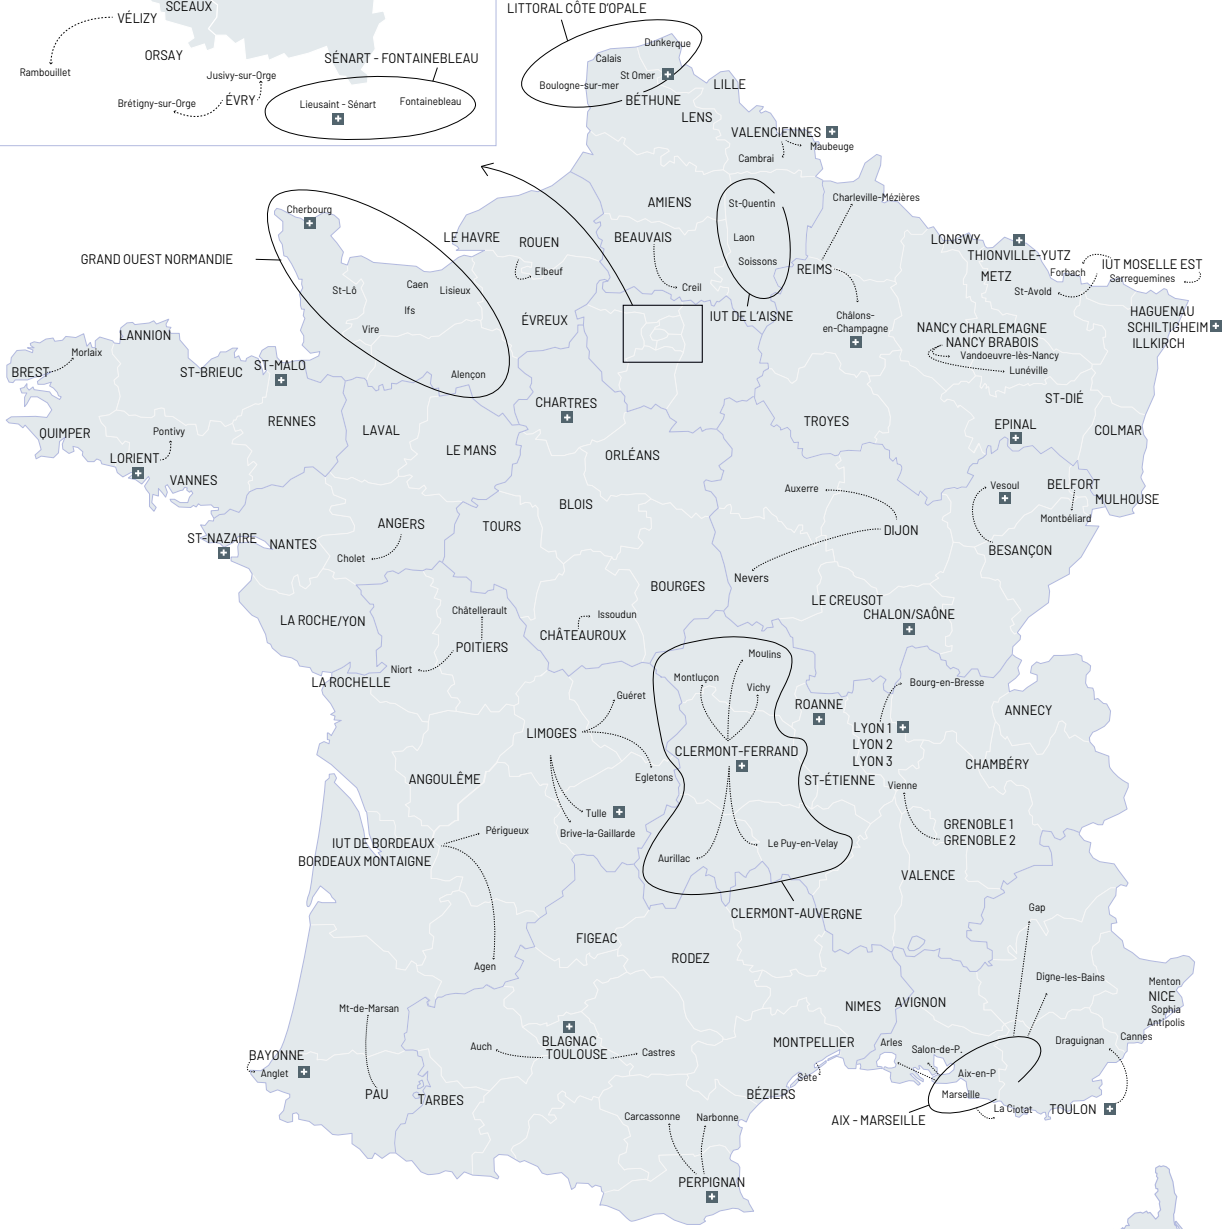 SCEAUX
VÉLIZY
ORSAY
Rambouillet
Jusivy-sur-Orge
Brétigny-sur-Orge
ÉVRY
SÉNART - FONTAINEBLEAU
Lieusaint - Sénart
Fontainebleau
LITTORAL CÔTE D'OPALE
Dunkerque
Calais
St Omer
Boulogne-sur-mer
BÉTHUNE
LILLE
LENS
VALENCIENNES
Maubeuge
Cambrai
AMIENS
St-Quentin
Charleville-Mézières
BEAUVAIS
Laon
Soissons
Creil
REIMS
IUT DE L'AISNE
Châlons-
en-Champagne
Cherbourg
GRAND OUEST NORMANDIE
LE HAVRE
ROUEN
Elbeuf
Caen
Lisieux
St-Lô
Ifs
Vire
Alençon
ÉVREUX
LONGWY
THIONVILLE-YUTZ
METZ
Forbach
St-Avold
IUT MOSELLE EST
Sarreguemines
HAGUENAU
SCHILTIGHEIM
ILLKIRCH
NANCY CHARLEMAGNE
NANCY BRABOIS
Vandoeuvre-lès-Nancy
Lunéville
LANNION
Morlaix
BREST
ST-BRIEUC
ST-MALO
QUIMPER
Pontivy
LORIENT
VANNES
RENNES
LAVAL
LE MANS
CHARTRES
ORLÉANS
TROYES
ST-DIÉ
EPINAL
COLMAR
BLOIS
TOURS
ANGERS
Cholet
ST-NAZAIRE
NANTES
Auxerre
DIJON
Nevers
Vesoul
BELFORT
Montbéliard
MULHOUSE
BESANÇON
BOURGES
Issoudun
CHÂTEAUROUX
LE CREUSOT
CHALON/SAÔNE
LA ROCHE/YON
Châtellerault
POITIERS
Niort
LA ROCHELLE
Guéret
LIMOGES
Egletons
Tulle
Brive-la-Gaillarde
Moulins
Montluçon
Vichy
CLERMONT-FERRAND
Le Puy-en-Velay
Aurillac
CLERMONT-AUVERGNE
ROANNE
Bourg-en-Bresse
LYON 1
LYON 2
LYON 3
ST-ÉTIENNE
Vienne
ANNECY
CHAMBÉRY
GRENOBLE 1
GRENOBLE 2
VALENCE
ANGOULÊME
Périgueux
IUT DE BORDEAUX
BORDEAUX MONTAIGNE
Agen
FIGEAC
RODEZ
Gap
Digne-les-Bains
Menton
NICE
Sophia
Antipolis
Cannes
Draguignan
NIMES
AVIGNON
MONTPELLIER
Arles
Salon-de-P.
Aix-en-P
Marseille
La Ciotat
TOULON
AIX - MARSEILLE
Sète
BÉZIERS
Mt-de-Marsan
BAYONNE
Anglet
PAU
TARBES
Auch
BLAGNAC
TOULOUSE
Castres
Carcassonne
Narbonne
PERPIGNAN